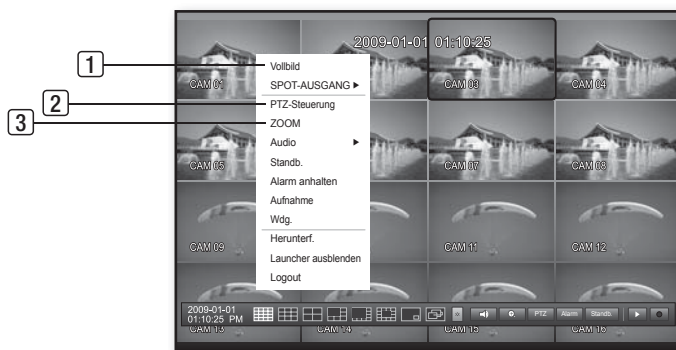 2009-01-01 01:10:25
1
2
3
CAM 01
CAM 03
CAM 04
Vollbild
SPOT-AUSGANG ▶
PTZ-Steuerung
ZOOM
Audio ▶
Standb.
Alarm anhalten
Aufnahme
Wdg.
Herunterf.
Launcher ausblenden
Logout
CAM 05
CAM 07
CAM 08
CAM 09
CAM 11
CAM 12
2009-01-01
01:10:25 PM
PTZ
Alarm
Standb.
CAM 13
CAM 14
CAM 15
CAM 16